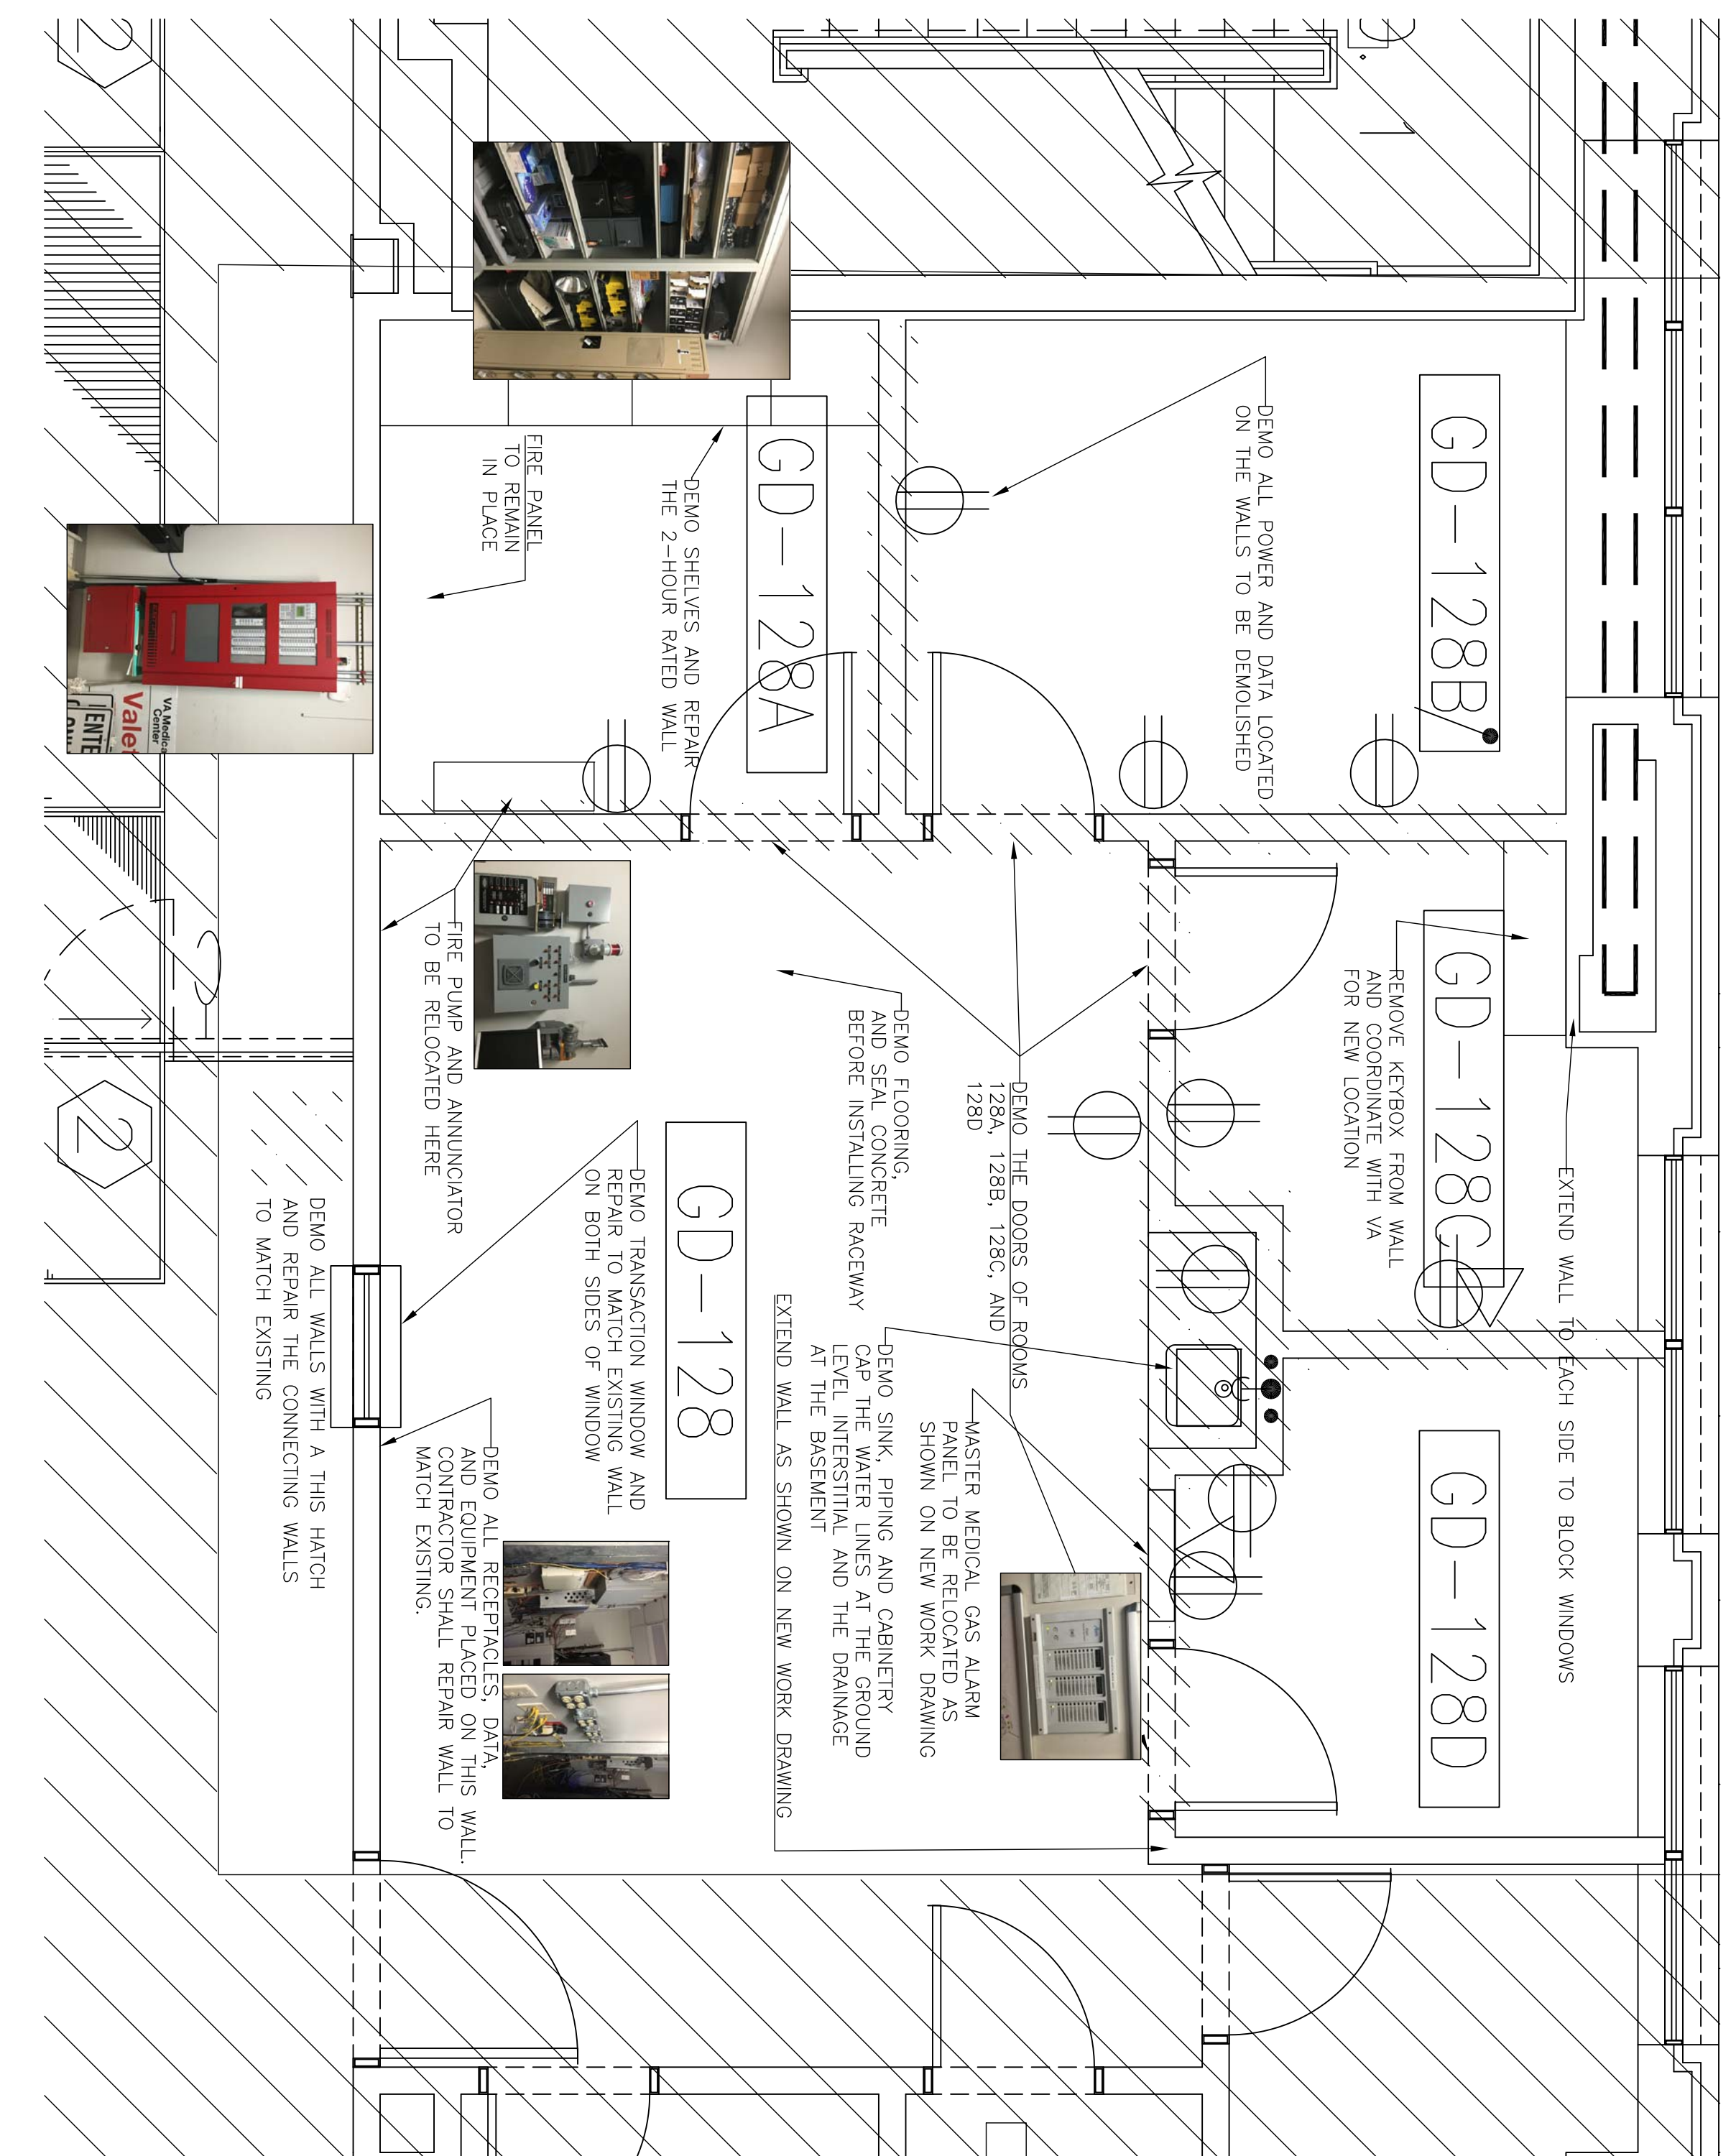 GD-128B
DEMO ALL POWER AND DATA LOCATED
ON THE WALLS TO BE DEMOLISHED
GD-128A
DEMO SHELVES AND REPAIR
THE 2-HOUR RATED WALL
FIRE PANEL
TO REMAIN
IN PLACE
VA Medica
Center
Valet
ENTE
EXTEND WALL TO EACH SIDE TO BLOCK WINDOWS
GD-128C
REMOVE KEYBOX FROM WALL
AND COORDINATE WITH VA
FOR NEW LOCATION
DEMO THE DOORS OF ROOMS
128A, 128B, 128C, AND
128D
DEMO FLOORING,
AND SEAL CONCRETE
BEFORE INSTALLING RACEWAY
FIRE PUMP AND ANNUNCIATOR
TO BE RELOCATED HERE
GD-128D
MASTER MEDICAL GAS ALARM
PANEL TO BE RELOCATED AS
SHOWN ON NEW WORK DRAWING
DEMO SINK, PIPING AND CABINETRY
CAP THE WATER LINES AT THE GROUND
LEVEL INTERSTITIAL AND THE DRAINAGE
AT THE BASEMENT
EXTEND WALL AS SHOWN ON NEW WORK DRAWING
GD-128
DEMO TRANSACTION WINDOW AND
REPAIR TO MATCH EXISTING WALL
ON BOTH SIDES OF WINDOW
DEMO ALL RECEPTACLES, DATA,
AND EQUIPMENT PLACED ON THIS WALL.
CONTRACTOR SHALL REPAIR WALL TO
MATCH EXISTING.
DEMO ALL WALLS WITH A THIS HATCH
AND REPAIR THE CONNECTING WALLS
TO MATCH EXISTING
2
2